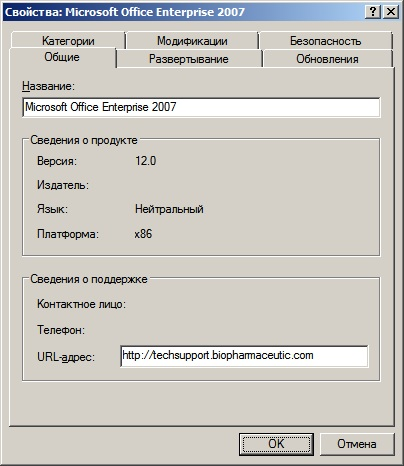 Свойства: Microsoft Office Enterprise 2007
Категории Модификации Безопасность
Общие Развертывание Обновления
Название:
Microsoft Office Enterprise 2007
Сведения о продукте
Версия: 12.0
Издатель:
Язык: Нейтральный
Платформа: x86
Сведения о поддержке
Контактное лицо:
Телефон:
URL-адрес: http://techsupport.biopharmaceutic.com
OK Отмена